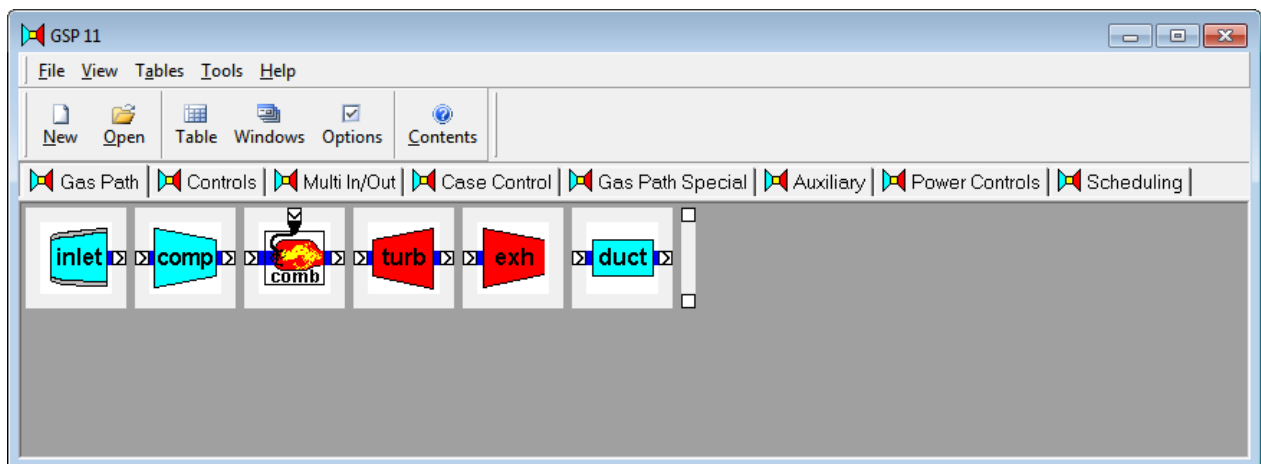 GSP 11
File View Tables Tools Help
New Open Table Windows Options Contents
Gas Path Controls Multi In/Out Case Control Gas Path Special Auxiliary Power Controls Scheduling
inlet comp comb turb exh duct